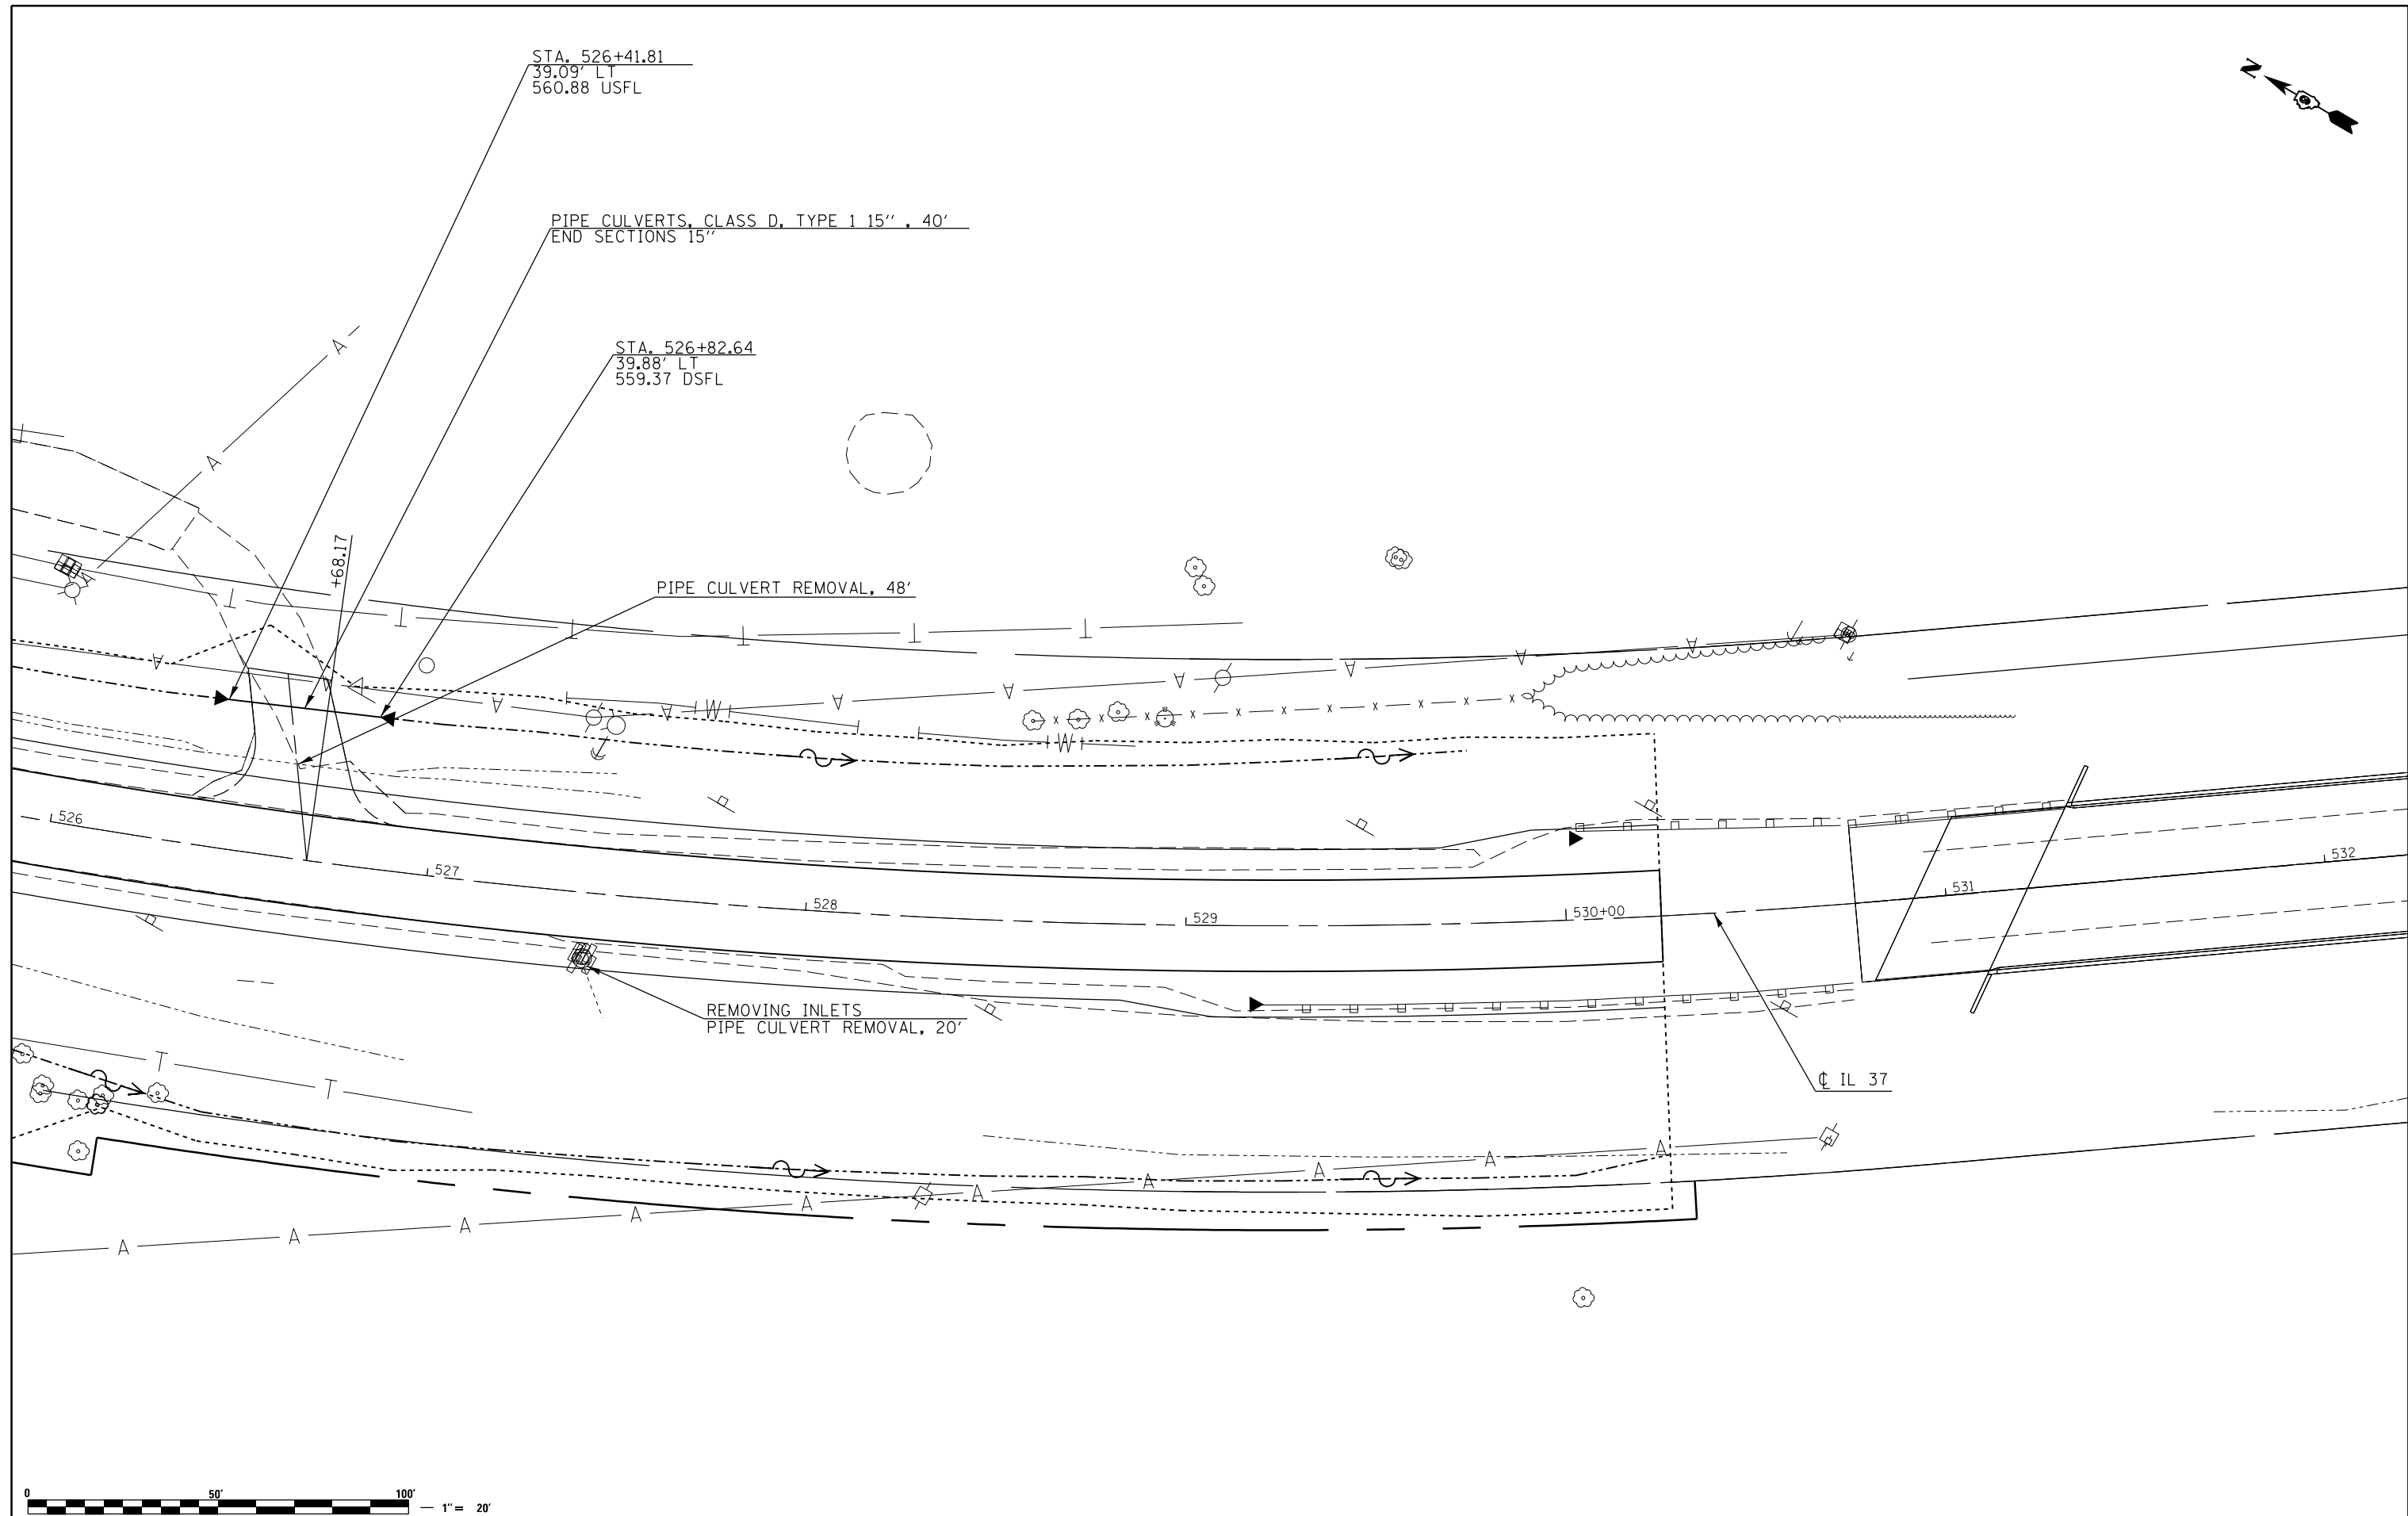 STA. 526+41.81
39.09' LT
560.88 USFL
N
PIPE CULVERTS, CLASS D, TYPE 1 15'' , 40'
END SECTIONS 15''
STA. 526+82.64
39.88' LT
559.37 DSFL
A
A
A
+68.17
PIPE CULVERT REMOVAL, 48'
A
A
A
A
A
A
A
A
A
W
W
x x x x x x x x x x x
526
527
528
529
530+00
531
532
REMOVING INLETS
PIPE CULVERT REMOVAL, 20'
℄ IL 37
T
T
A
A
A
A
A
A
A
A
A
A
0 50' 100'
1''= 20'